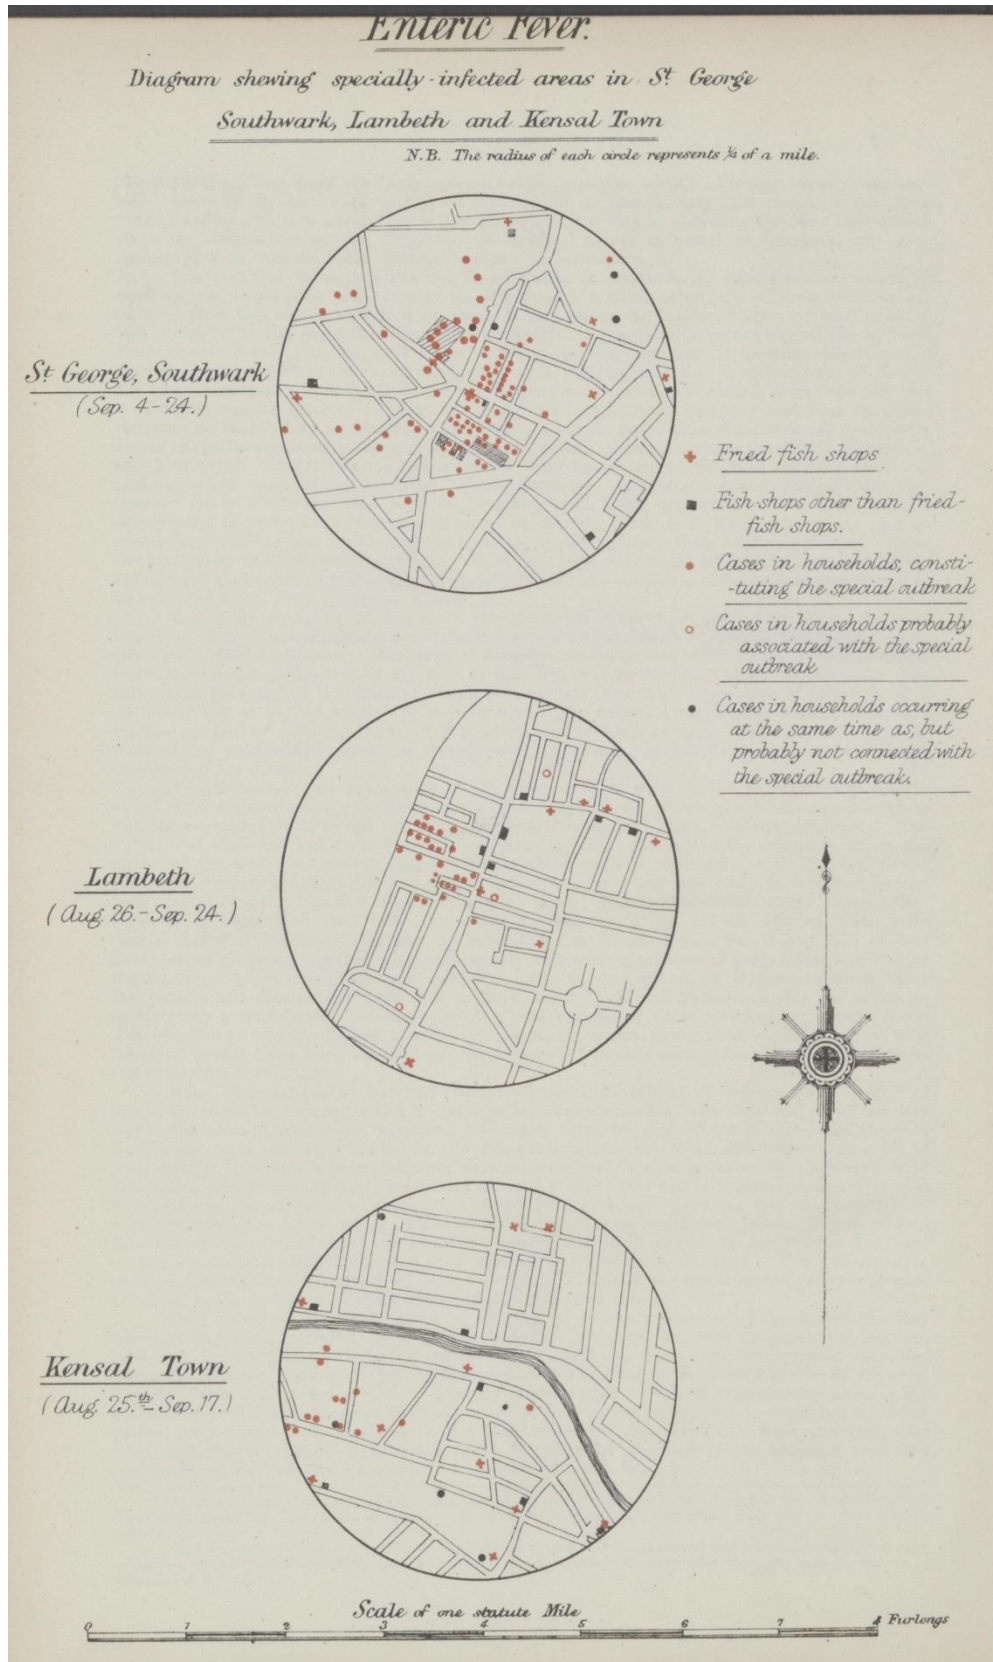 Enteric Fever.
Diagram shewing specially-infected areas in St. George
Southwark, Lambeth and Kensal Town
N.B. The radius of each circle represents ¼ of a mile.
St. George, Southwark
(Sep. 4-24.)
Fried fish shops
Fish-shops other than fried-
fish shops.
Cases in households, consti-
-tuting the special outbreak
Cases in households probably
associated with the special
outbreak
Cases in households occurring
at the same time as, but
probably not connected with
the special outbreak.
Lambeth
(Aug. 26.-Sep. 24.)
Kensal Town
(Aug. 25.th-Sep. 17.)
Scale of one statute Mile
0 1 2 3 4 5 6 7 8 Furlongs